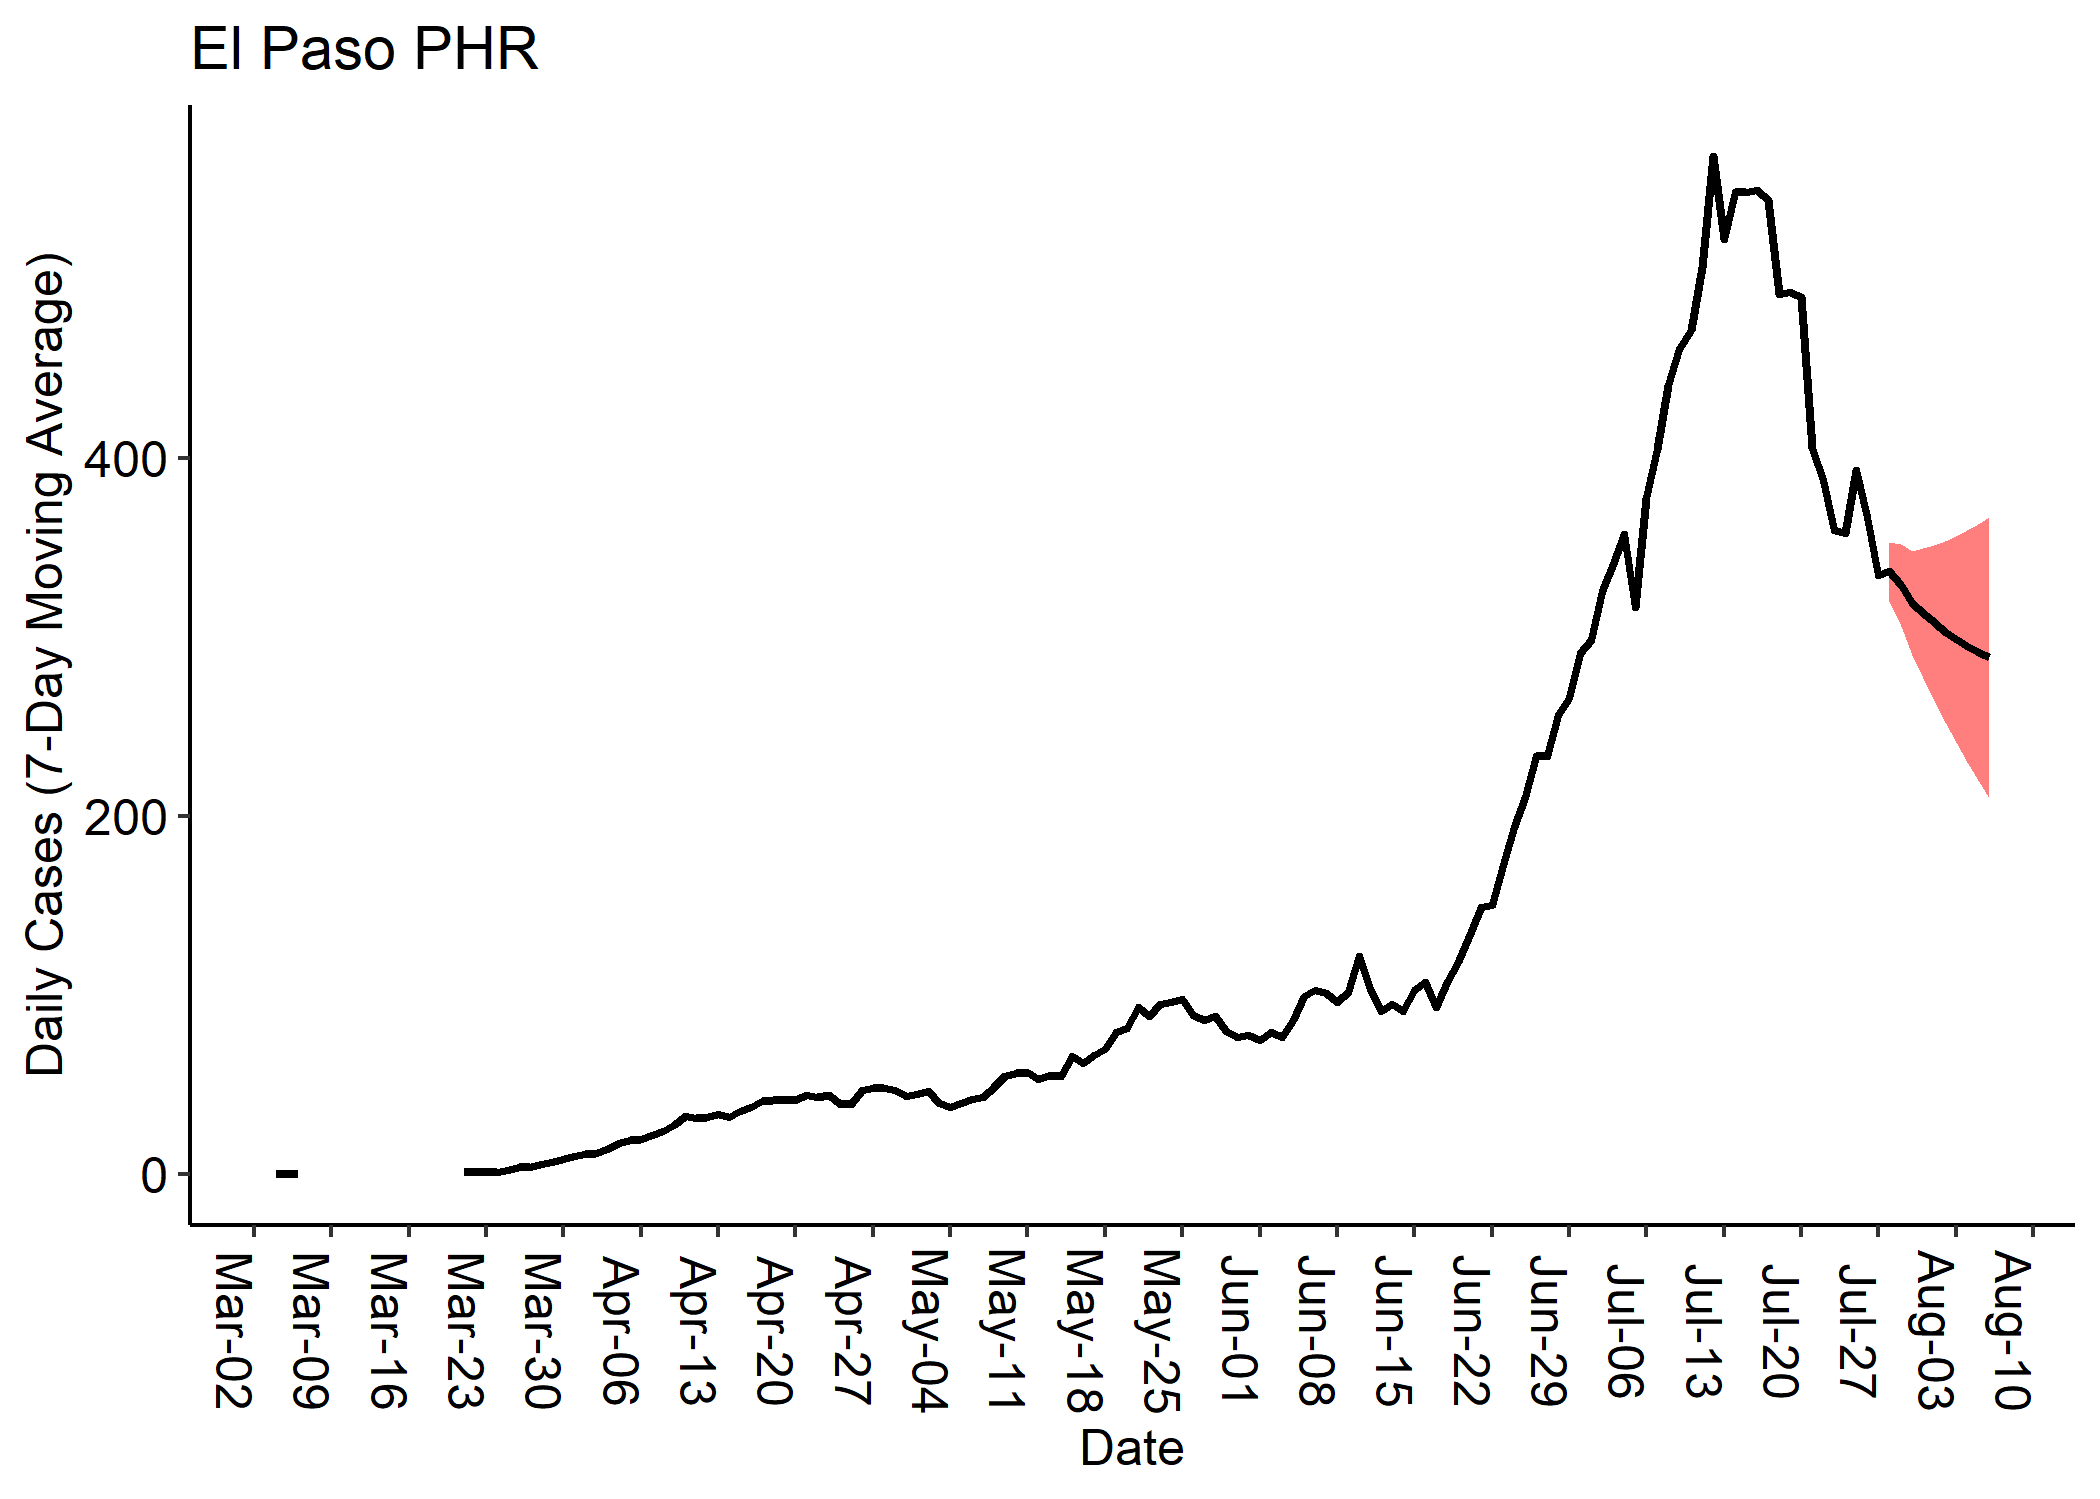 El Paso PHR
Daily Cases (7-Day Moving Average)
400
200
0
Mar-02
Mar-09
Mar-16
Mar-23
Mar-30
Apr-06
Apr-13
Apr-20
Apr-27
May-04
May-11
May-18
May-25
Jun-01
Jun-08
Jun-15
Jun-22
Jun-29
Jul-06
Jul-13
Jul-20
Jul-27
Aug-03
Aug-10
Date